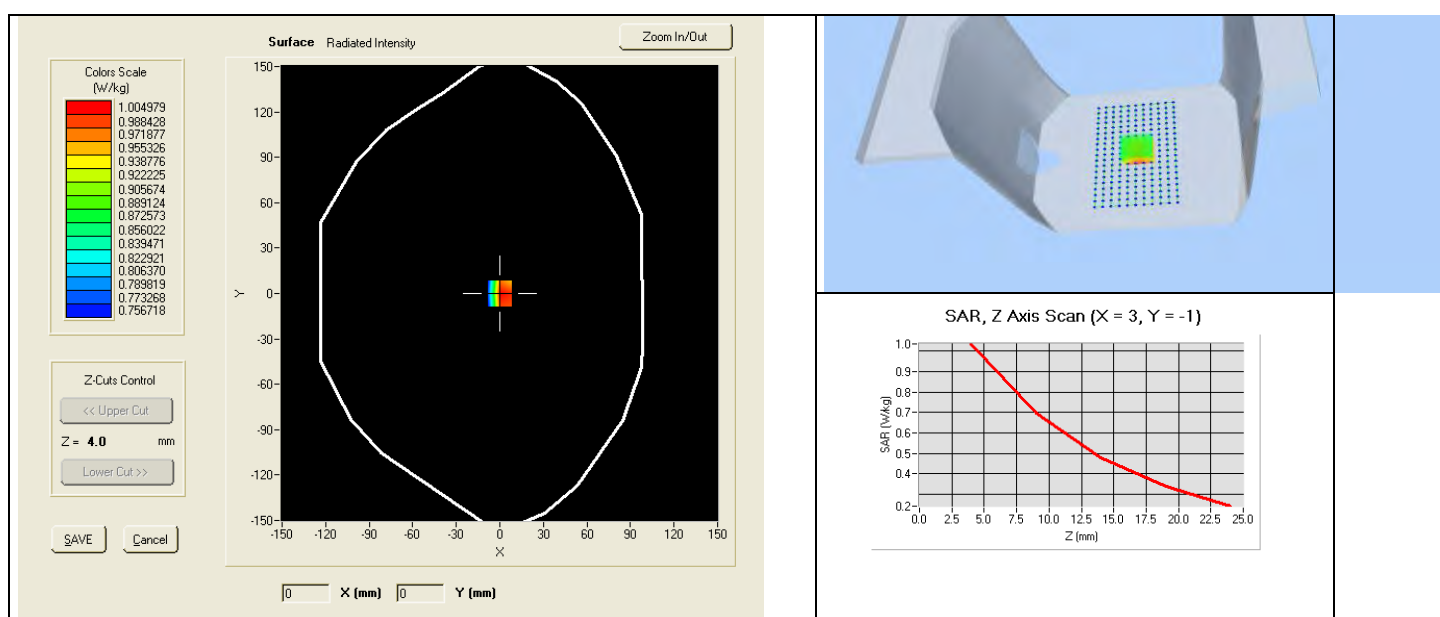 Surface Radiated Intensity
Zoom In/Out
Colors Scale
(W/kg)
1.004979
0.988428
0.971877
0.955326
0.938776
0.922225
0.905674
0.889124
0.872573
0.856022
0.839471
0.822921
0.806370
0.789819
0.773268
0.756718
150-
120-
90-
60-
30-
0-
-30-
-60-
-90-
-120-
-150-
Y
-150 -120 -90 -60 -30 0 30 60 90 120 150
X
Z-Cuts Control
<< Upper Cut
Z = 4.0 mm
Lower Cut >>
SAVE Cancel
0 X (mm) 0 Y (mm)
SAR, Z Axis Scan (X = 3, Y = -1)
1.0-
0.9-
0.8-
0.7-
0.6-
0.5-
0.4-
0.2-
SAR (W/kg)
0.0 2.5 5.0 7.5 10.0 12.5 15.0 17.5 20.0 22.5 25.0
Z (mm)